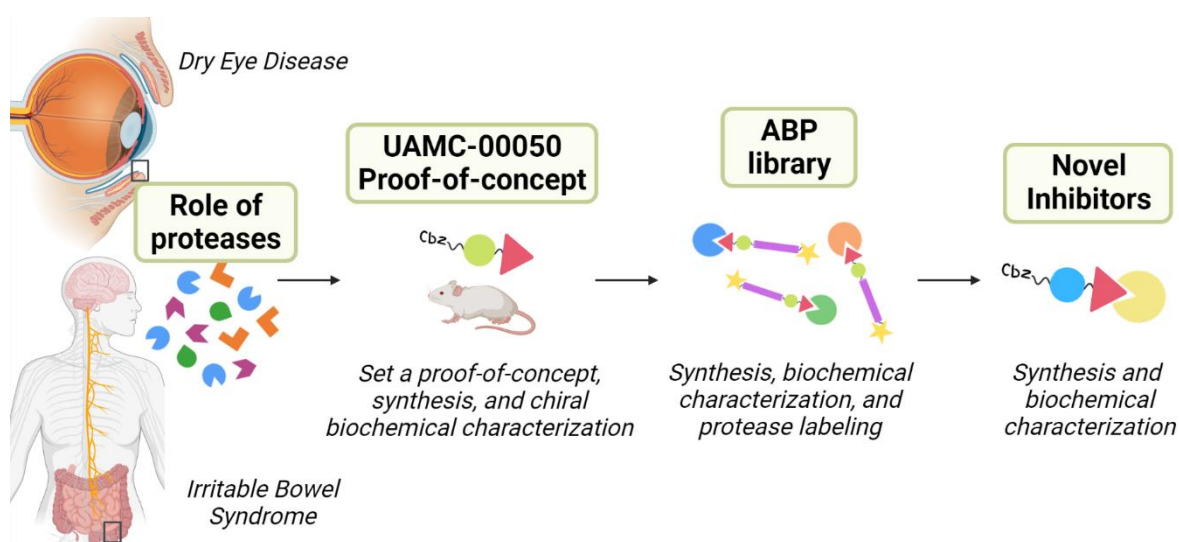 Dry Eye Disease
Role of
proteases
Irritable Bowel
Syndrome
UAMC-00050
Proof-of-concept
Cbz
Set a proof-of-concept,
synthesis, and chiral
biochemical characterization
ABP
library
Synthesis, biochemical
characterization, and
protease labeling
Novel
Inhibitors
Cbz
Synthesis and
biochemical
characterization